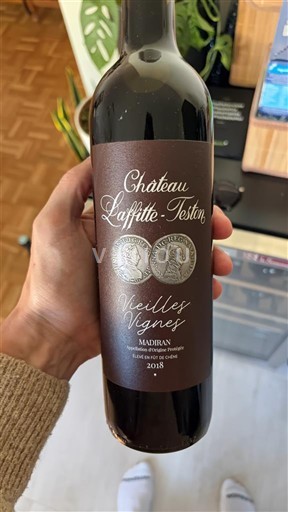 Château
Laffitte-Teston
Vieilles
Vignes
MADIRAN
Appellation d'Origine Protégée
ÉLEVÉ EN FÛT DE CHÊNE
2018